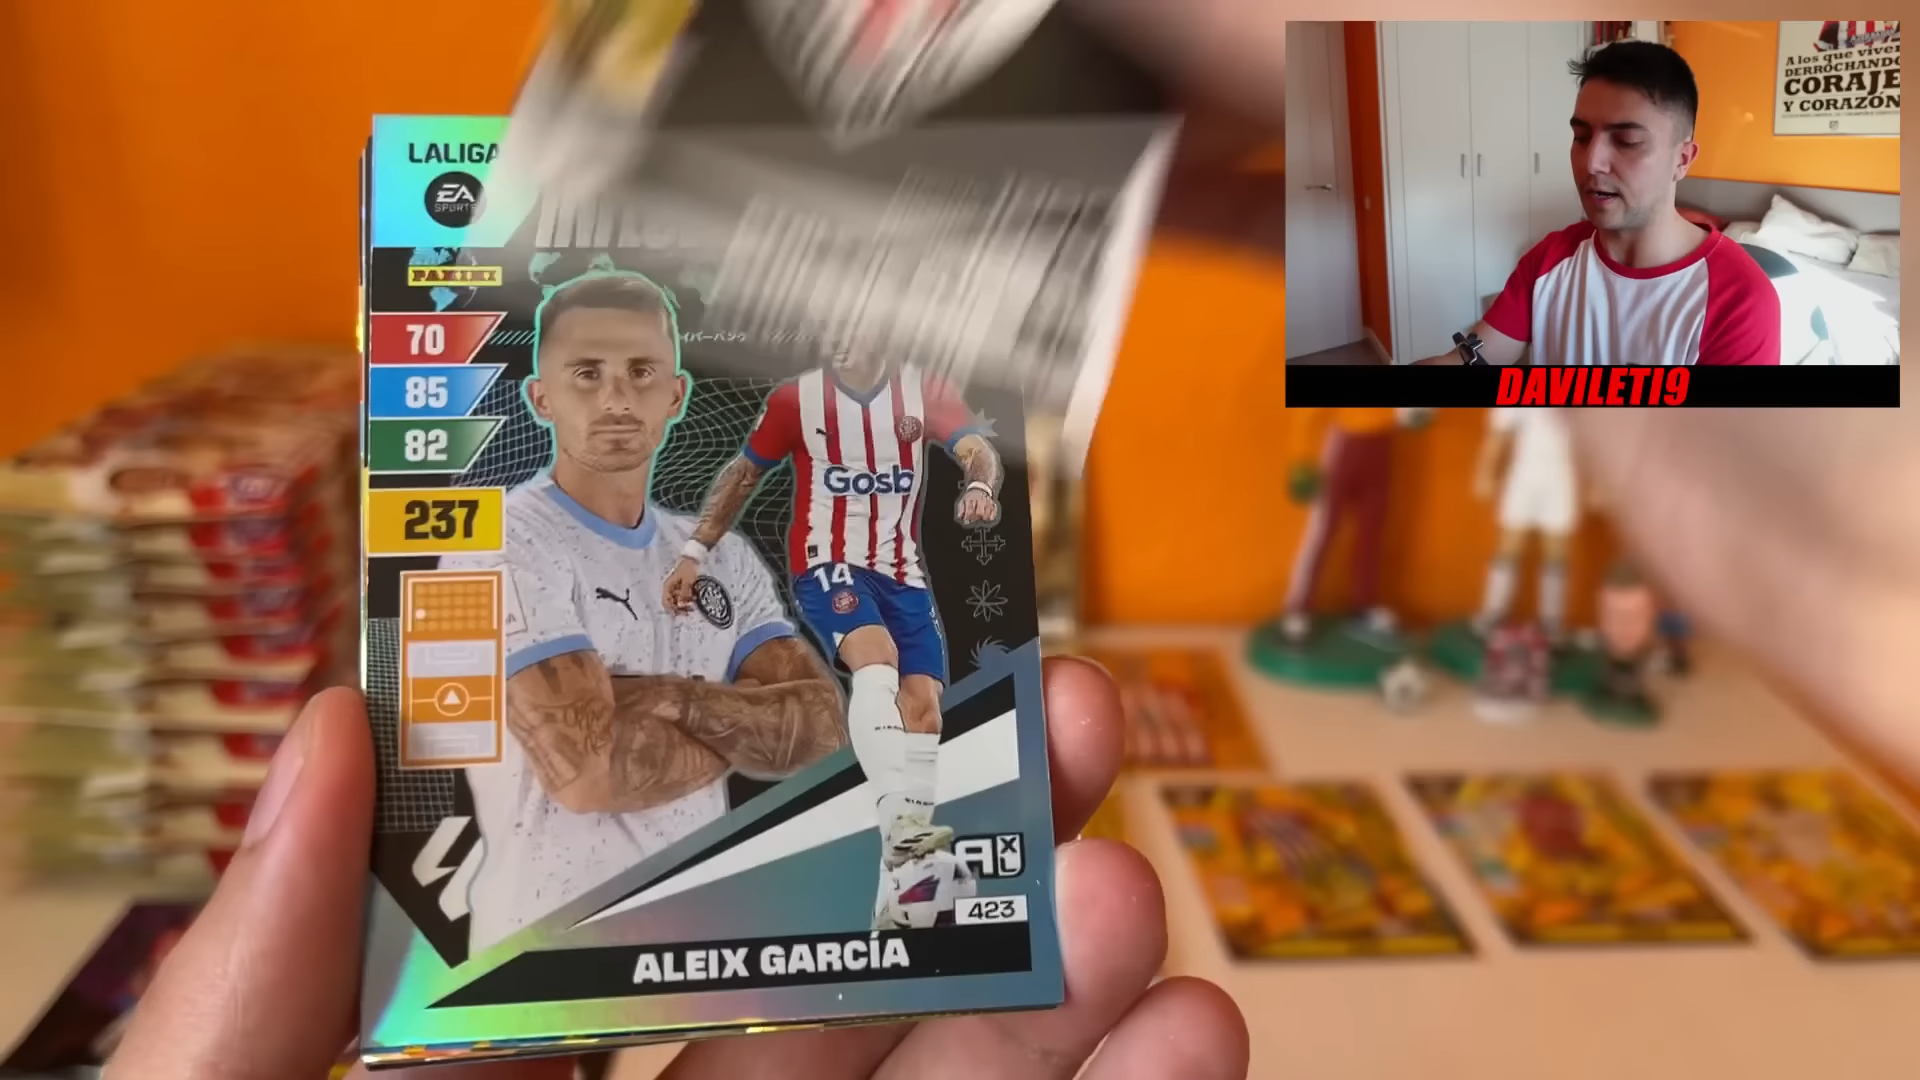 LALIGA
EA
SPORTS
PANINI
70
85
82
237
Gosb
14
AXL
423
ALEIX GARCÍA
A los que viven
DERROCHANDO
CORAJE
Y CORAZÓN
DAVILETI9